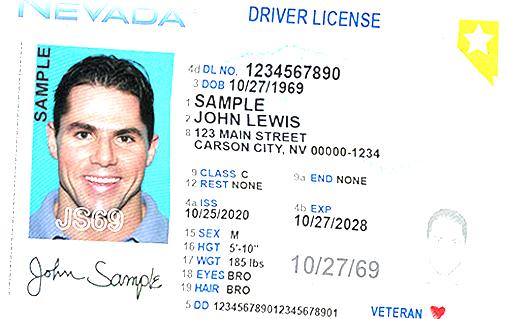 NEVADA DRIVER LICENSE
SAMPLE
4d DL NO. 1234567890
3 DOB 10/27/1969
1 SAMPLE
2 JOHN LEWIS
8 123 MAIN STREET
CARSON CITY, NV 00000-1234
9 CLASS C 9a END NONE
12 REST NONE
4a ISS 4b EXP
10/25/2020 10/27/2028
JS69
15 SEX M
16 HGT 5'-10"
17 WGT 185 lbs 10/27/69
18 EYES BRO
19 HAIR BRO
John Sample
5 DD 123456789012345678901 VETERAN